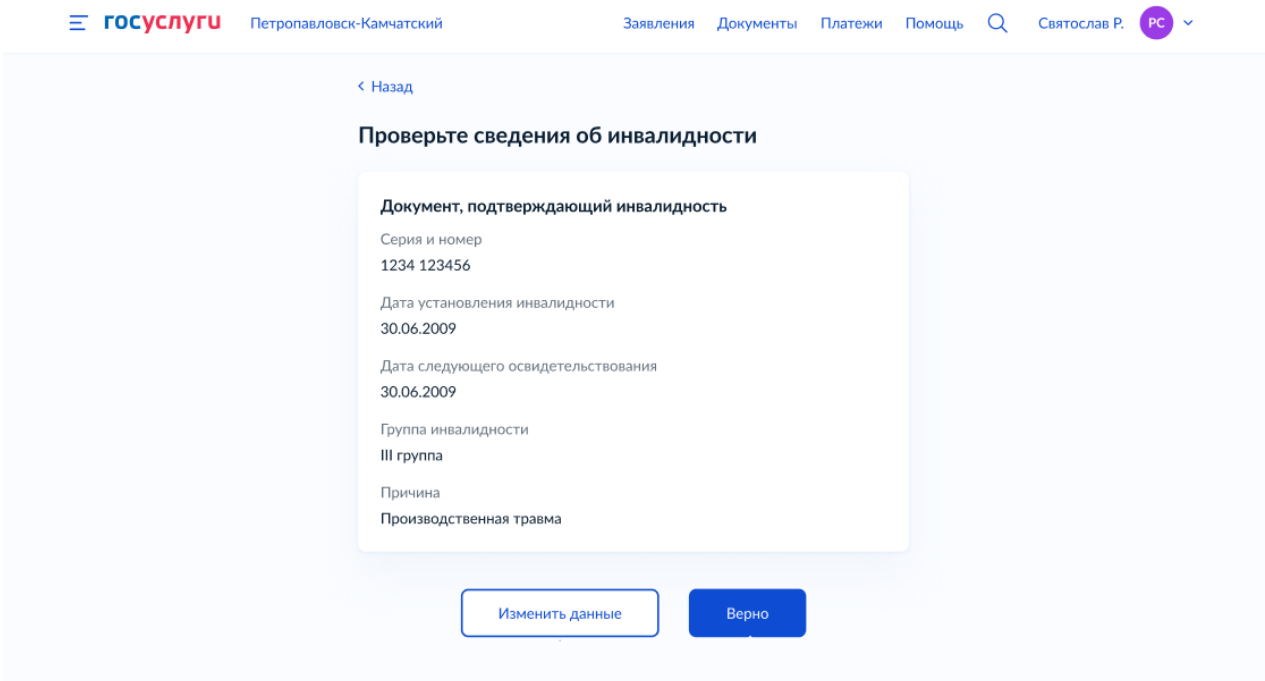 госуслуги Петропавловск-Камчатский Заявления Документы Платежи Помощь Святослав Р. РС
Назад
Проверьте сведения об инвалидности
Документ, подтверждающий инвалидность
Серия и номер
1234 123456
Дата установления инвалидности
30.06.2009
Дата следующего освидетельствования
30.06.2009
Группа инвалидности
III группа
Причина
Производственная травма
Изменить данные Верно